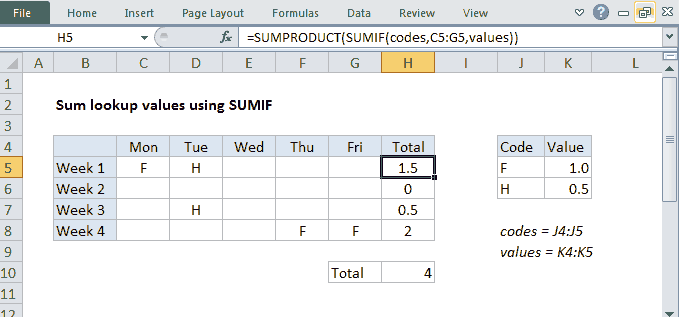 File Home Insert Page Layout Formulas Data Review View
H5 fx =SUMPRODUCT(SUMIF(codes,C5:G5,values))
A B C D E F G H I J K L
1
2 Sum lookup values using SUMIF
3
4 Mon Tue Wed Thu Fri Total Code Value
5 Week 1 F H 1.5 F 1.0
6 Week 2 0 H 0.5
7 Week 3 H 0.5
8 Week 4 F F 2 codes = J4:J5
9 values = K4:K5
10 Total 4
11
12